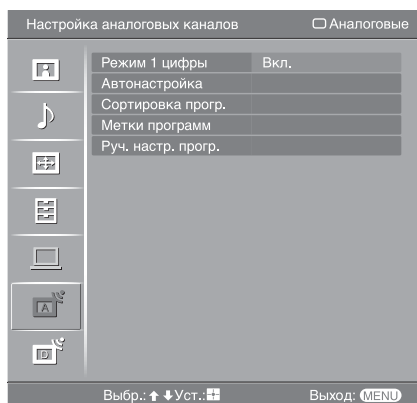 Настройка аналоговых каналов Аналоговые
Режим 1 цифры Вкл.
Автонастройка
Сортировка прогр.
Метки программ
Руч. настр. прогр.
A
D
Выбр.: Уст.: Выход: MENU